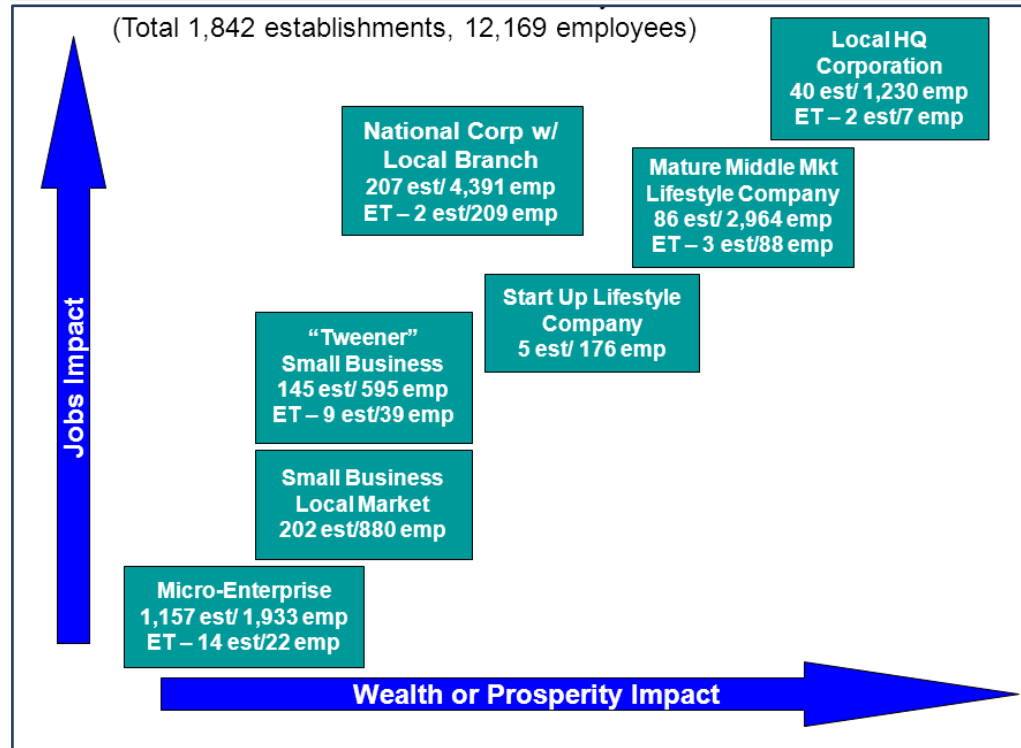 (Total 1,842 establishments, 12,169 employees)
Local HQ
Corporation
40 est/ 1,230 emp
ET – 2 est/7 emp
National Corp w/
Local Branch
207 est/ 4,391 emp
ET – 2 est/209 emp
Mature Middle Mkt
Lifestyle Company
86 est/ 2,964 emp
ET – 3 est/88 emp
Start Up Lifestyle
Company
5 est/ 176 emp
“Tweener”
Small Business
145 est/ 595 emp
ET – 9 est/39 emp
Small Business
Local Market
202 est/880 emp
Micro-Enterprise
1,157 est/ 1,933 emp
ET – 14 est/22 emp
Jobs Impact
Wealth or Prosperity Impact